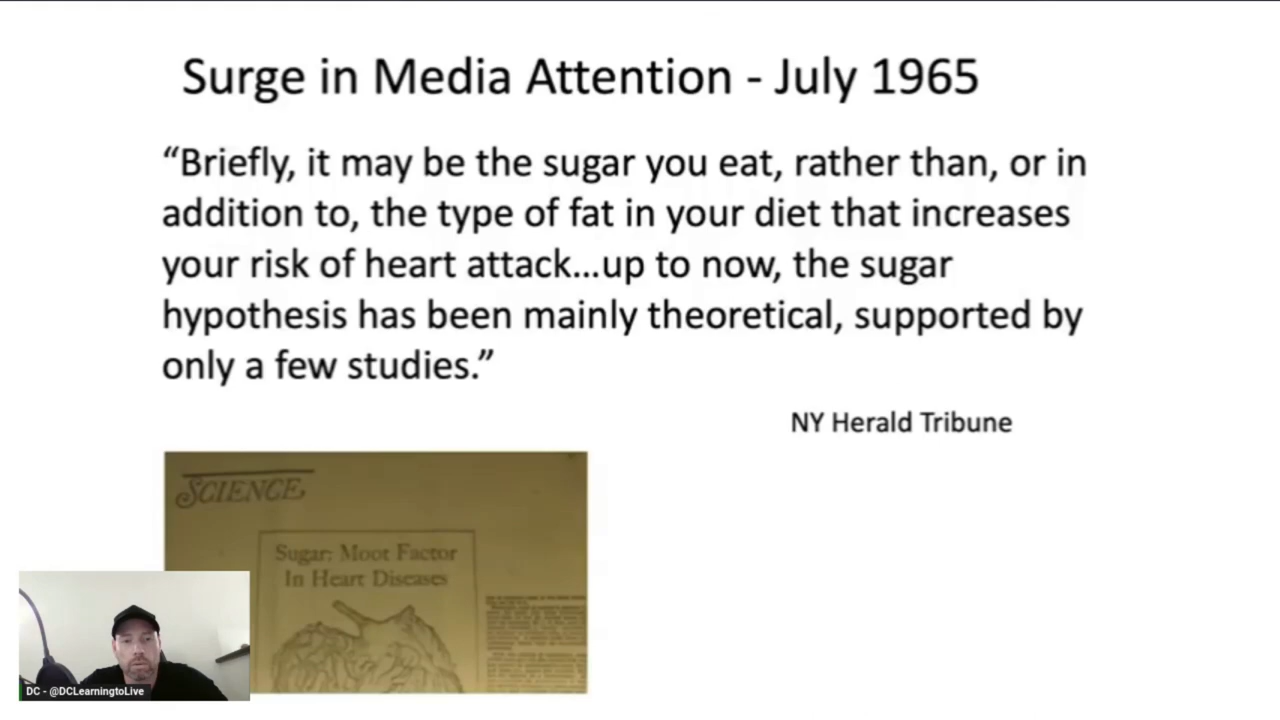 Surge in Media Attention - July 1965
“Briefly, it may be the sugar you eat, rather than, or in
addition to, the type of fat in your diet that increases
your risk of heart attack...up to now, the sugar
hypothesis has been mainly theoretical, supported by
only a few studies.”
NY Herald Tribune
SCIENCE
Sugar: Moot Factor
In Heart Diseases
DC - @DCLearningtoLive